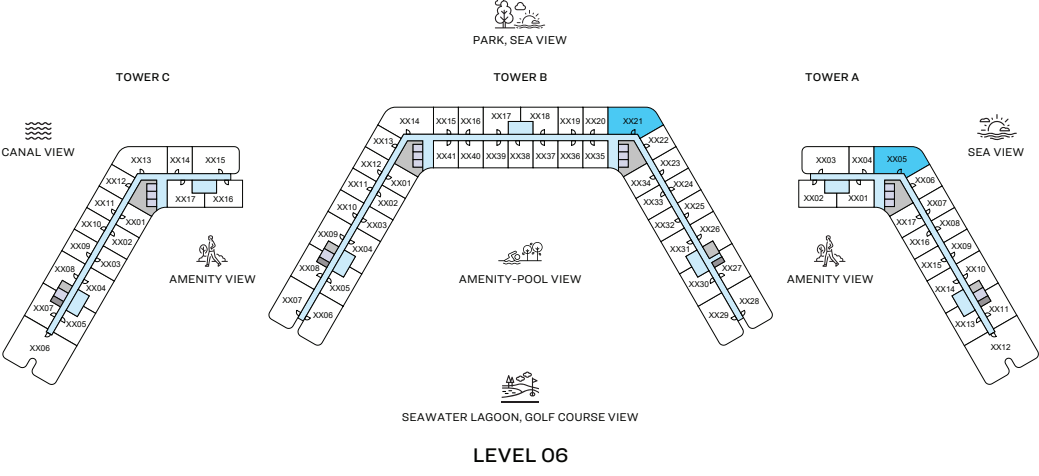 PARK, SEA VIEW
TOWER C
TOWER B
TOWER A
CANAL VIEW
SEA VIEW
XX13
XX14
XX15
XX12
XX11
XX10
XX09
XX08
XX07
XX06
XX01
XX02
XX03
XX04
XX05
XX17
XX16
AMENITY VIEW
XX14
XX15
XX16
XX17
XX18
XX19
XX20
XX21
XX13
XX12
XX11
XX10
XX09
XX08
XX07
XX06
XX01
XX02
XX03
XX04
XX05
XX41
XX40
XX39
XX38
XX37
XX36
XX35
XX22
XX23
XX24
XX25
XX26
XX27
XX28
XX34
XX33
XX32
XX31
XX30
XX29
AMENITY-POOL VIEW
XX03
XX04
XX05
XX02
XX01
XX06
XX07
XX08
XX09
XX10
XX11
XX12
XX17
XX16
XX15
XX14
XX13
AMENITY VIEW
SEAWATER LAGOON, GOLF COURSE VIEW
LEVEL 06